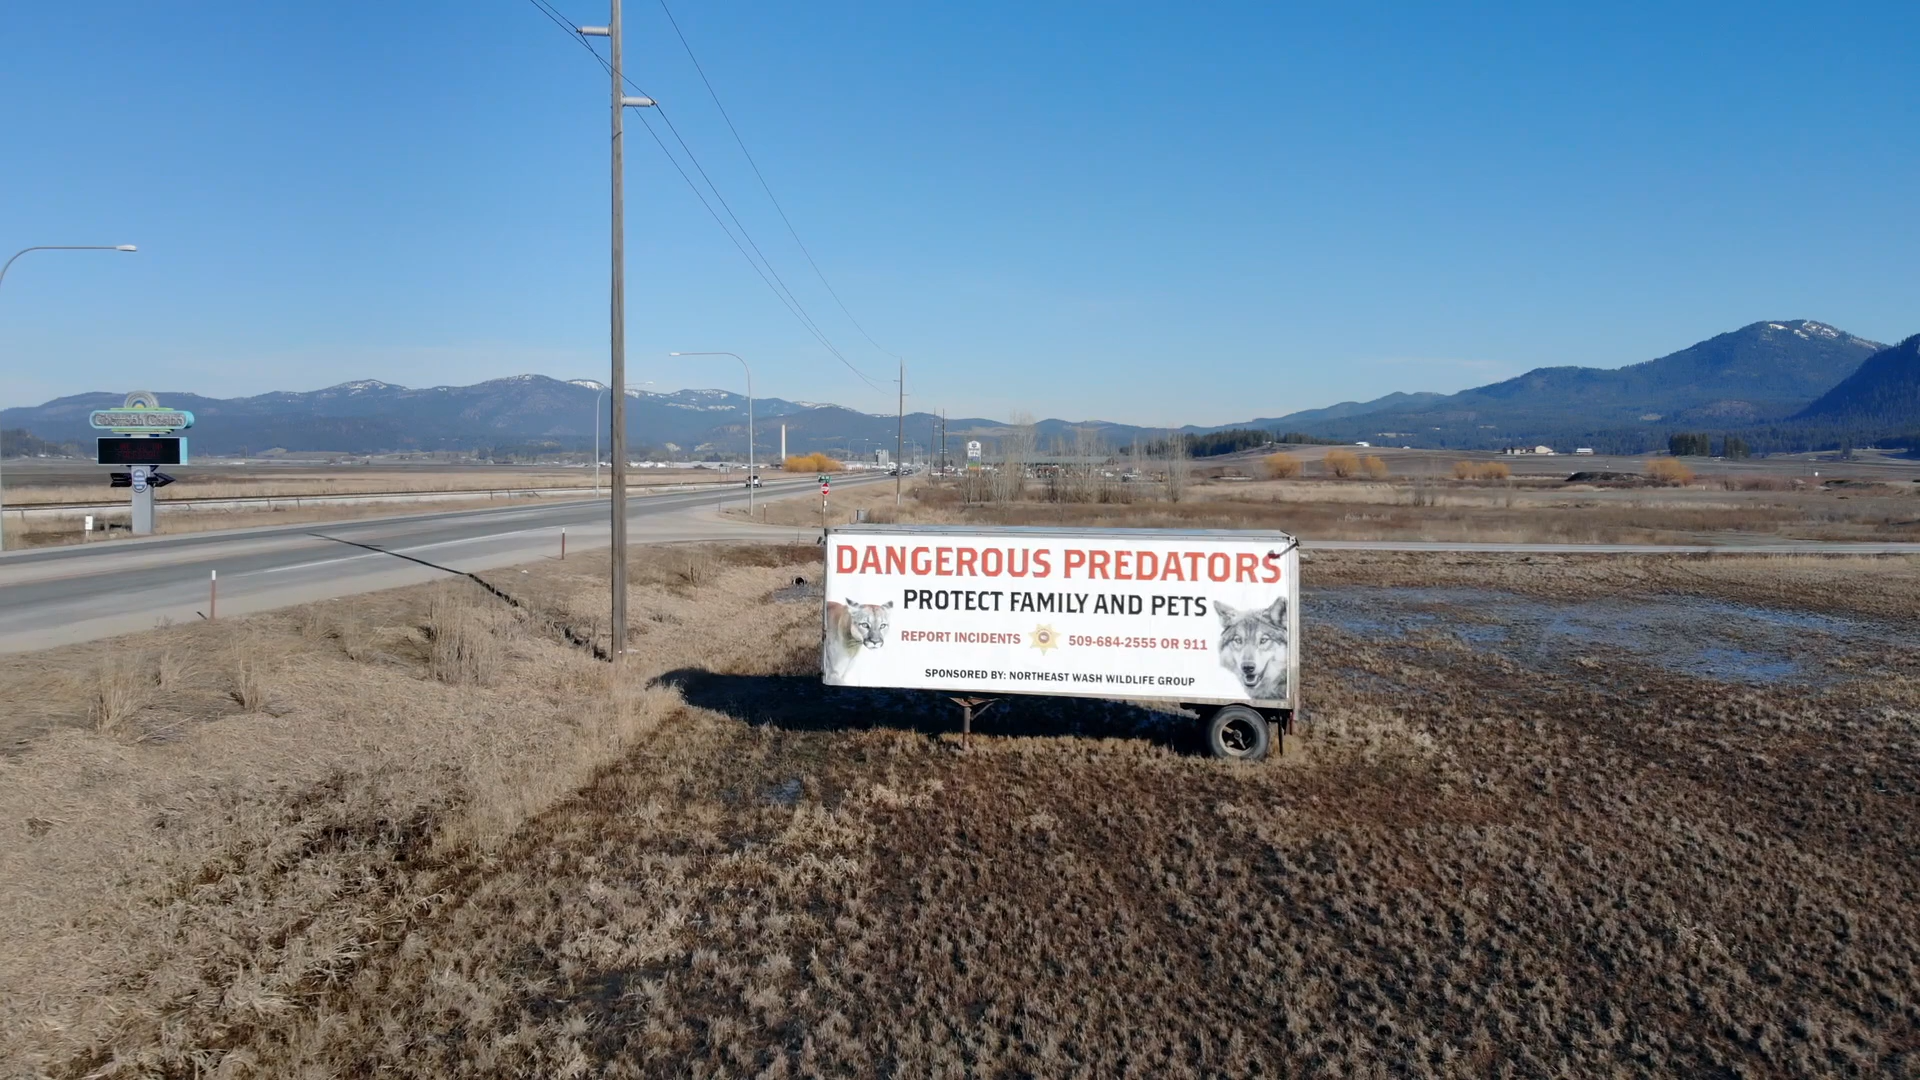 DANGEROUS PREDATORS
PROTECT FAMILY AND PETS
REPORT INCIDENTS 509-684-2555 OR 911
SPONSORED BY: NORTHEAST WASH WILDLIFE GROUP